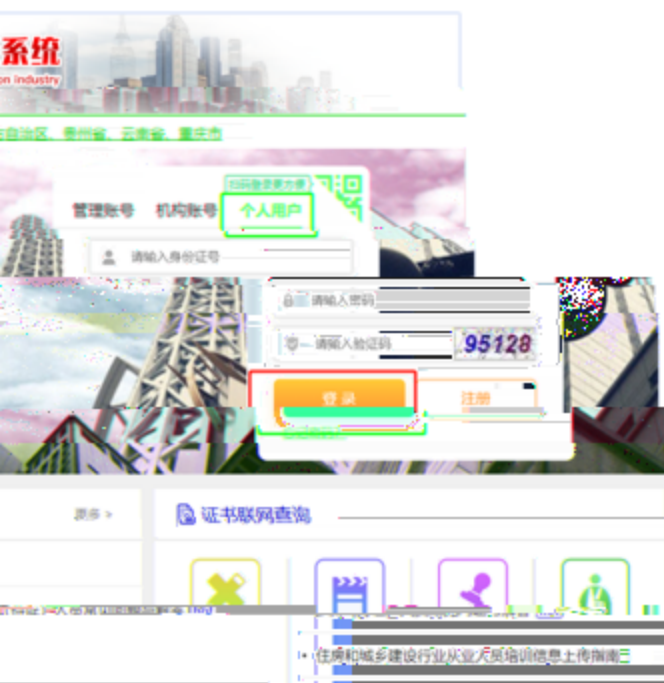 系统
on industry
自治区、贵州省、云南省、重庆市
扫码登录更方便
管理账号 机构账号 个人用户
请输入身份证号
请输入密码
请输入验证码 95128
登录 注册
更多 >
证书联网查询
• 住房和城乡建设行业从业人员培训信息上传指南